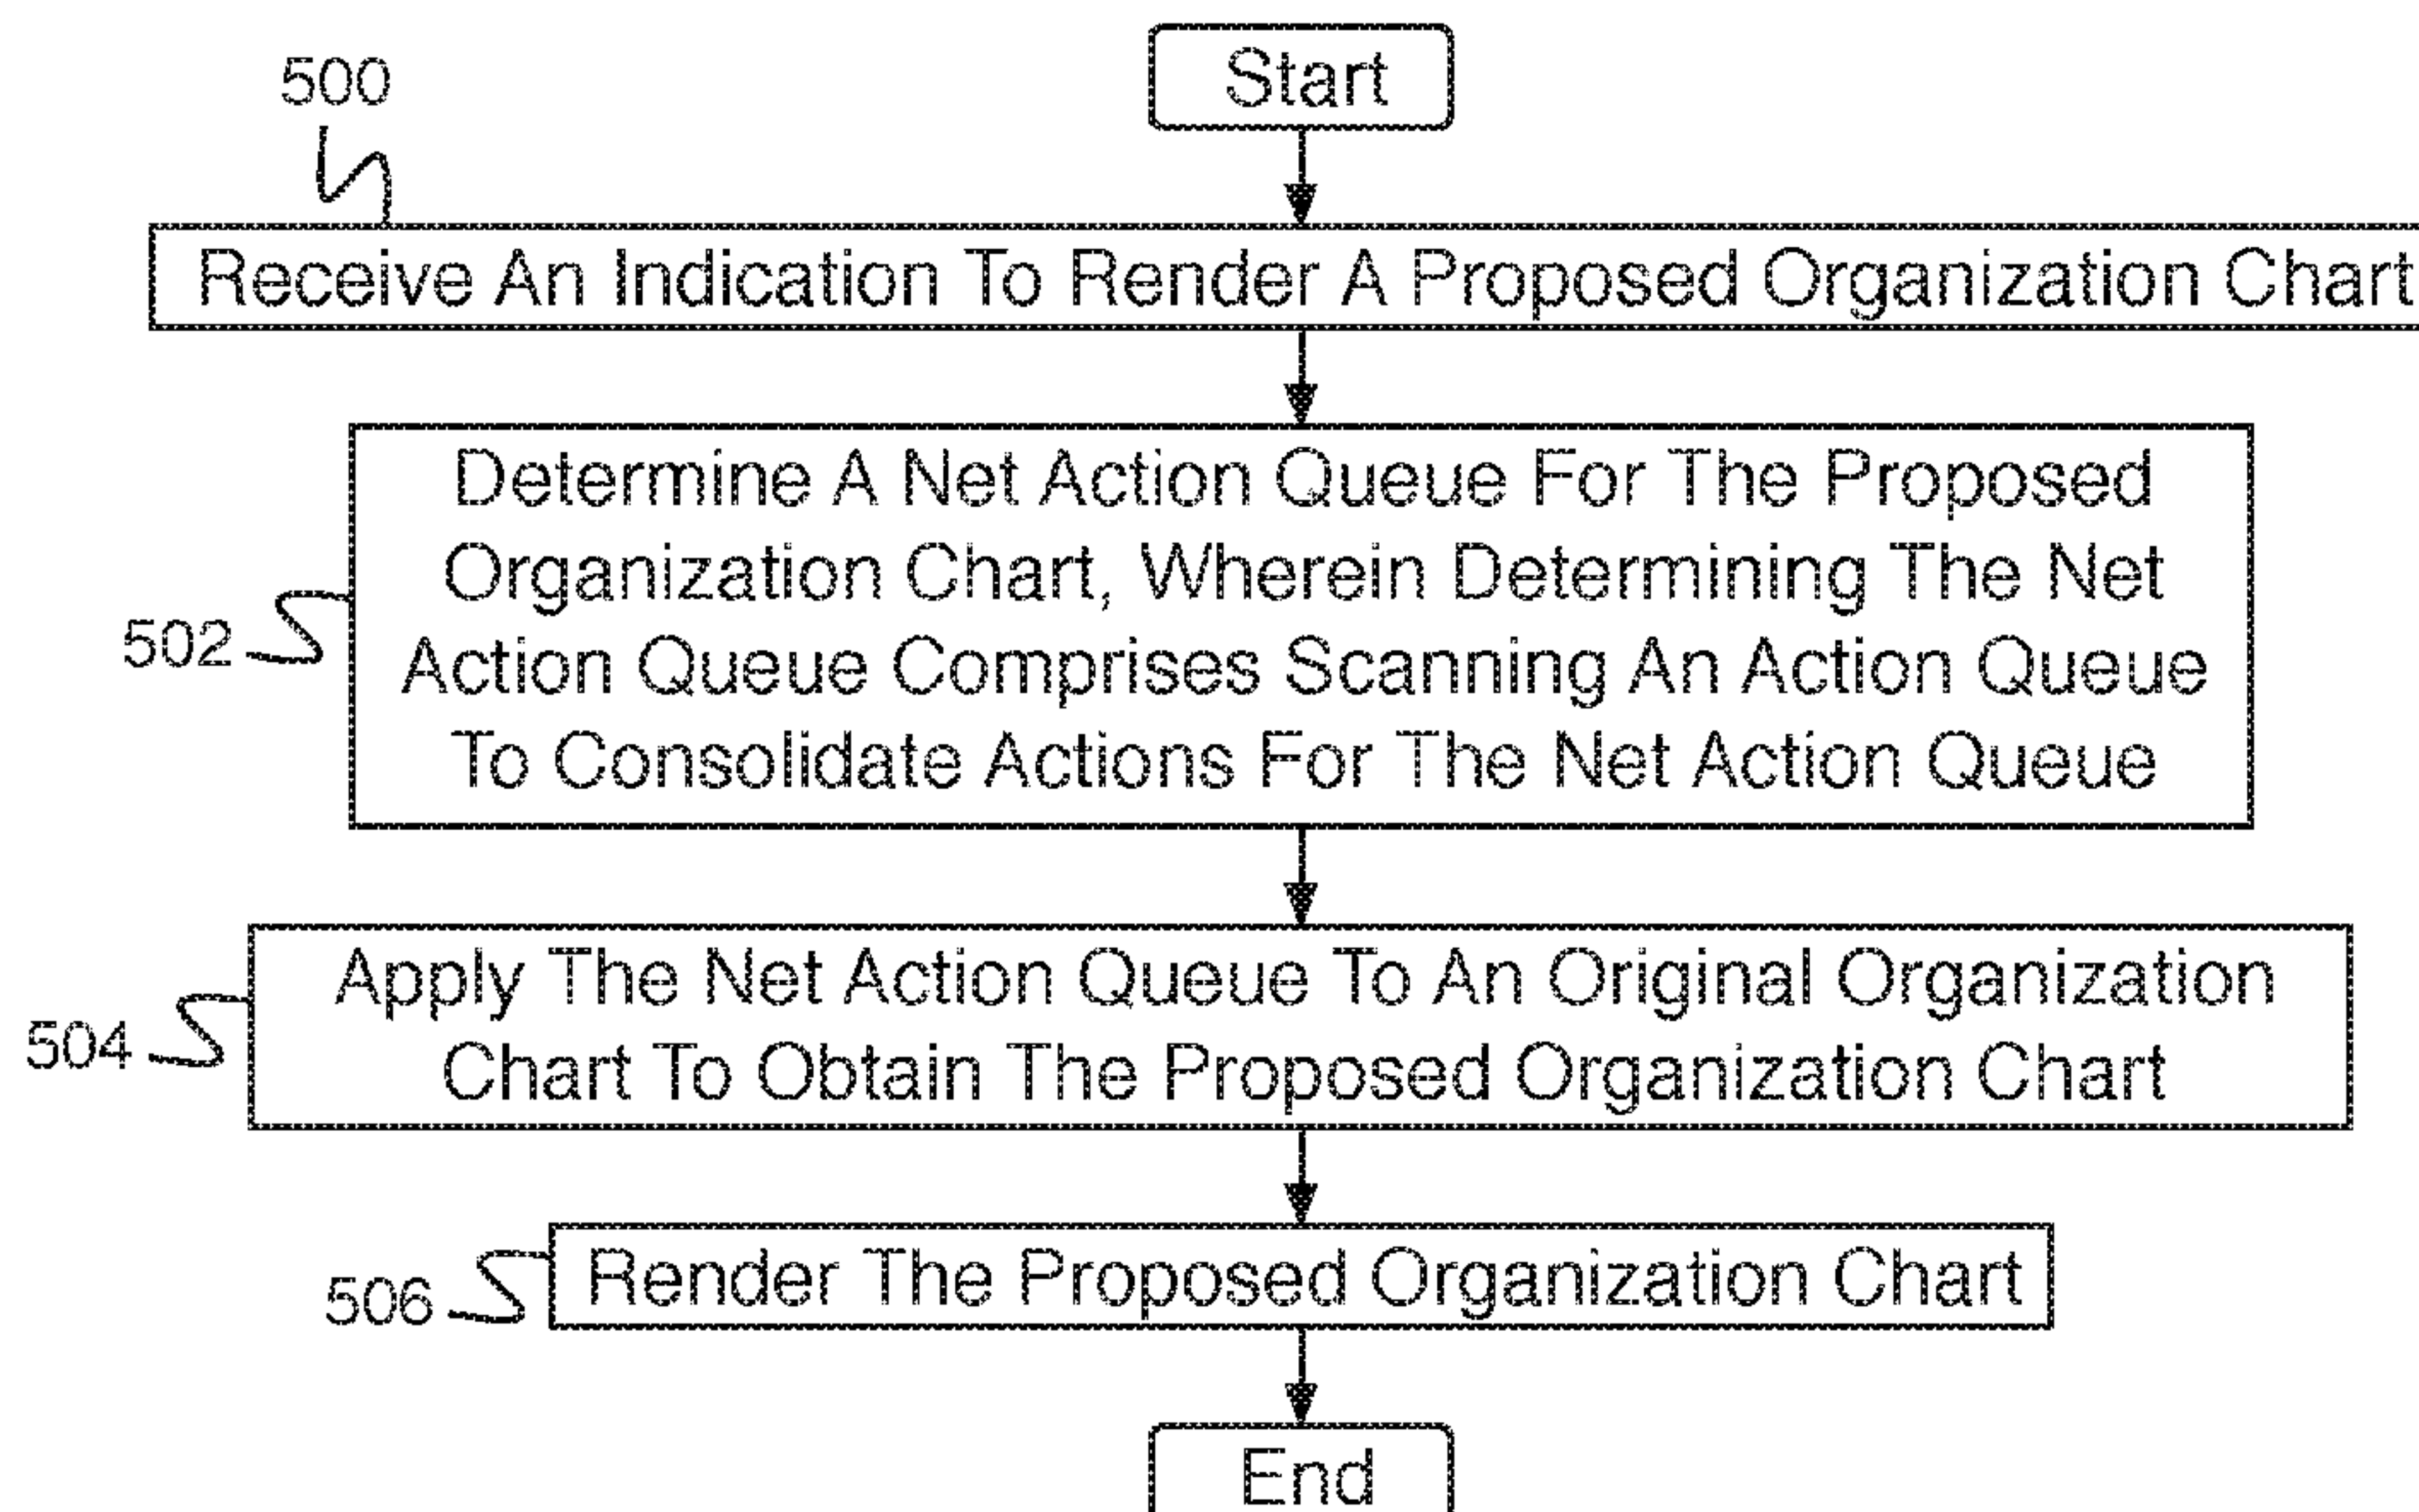 Start
500
Receive An Indication To Render A Proposed Organization Chart
Determine A Net Action Queue For The Proposed
Organization Chart, Wherein Determining The Net
Action Queue Comprises Scanning An Action Queue
To Consolidate Actions For The Net Action Queue
502
Apply The Net Action Queue To An Original Organization
Chart To Obtain The Proposed Organization Chart
504
Render The Proposed Organization Chart
506
End